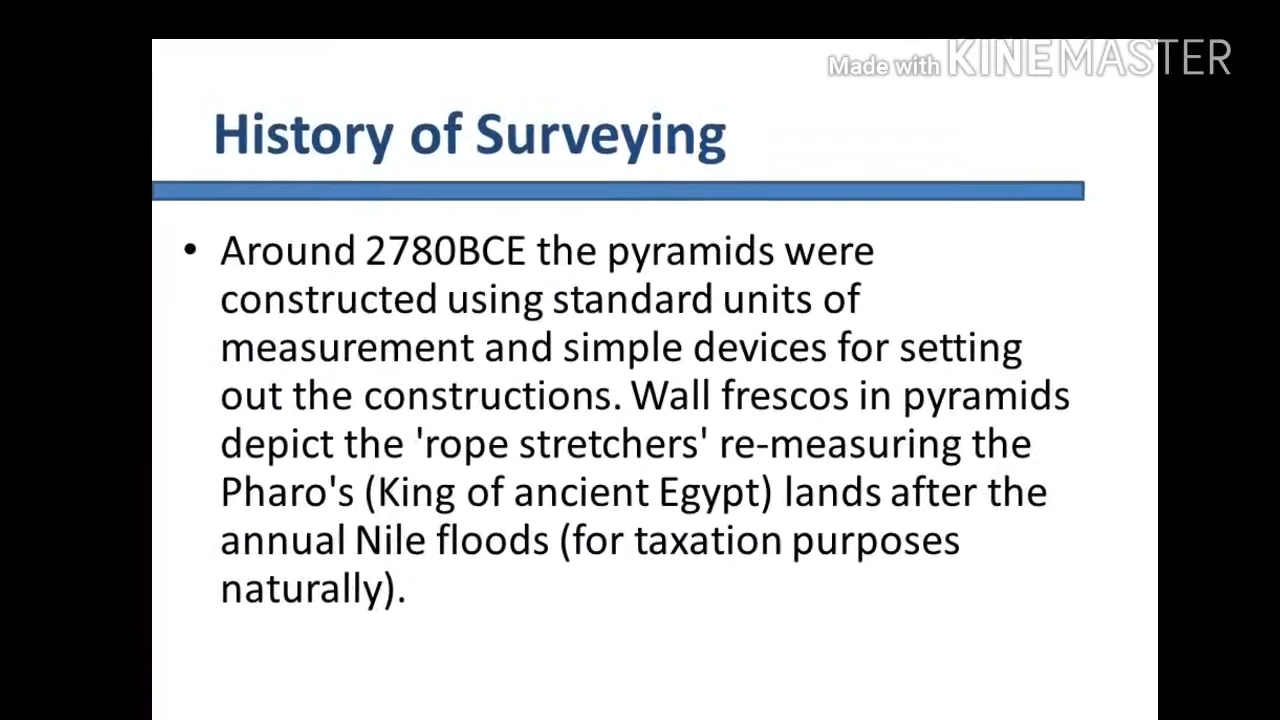 Made with KINEMASTER
History of Surveying
• Around 2780BCE the pyramids were
constructed using standard units of
measurement and simple devices for setting
out the constructions. Wall frescos in pyramids
depict the 'rope stretchers' re-measuring the
Pharo's (King of ancient Egypt) lands after the
annual Nile floods (for taxation purposes
naturally).